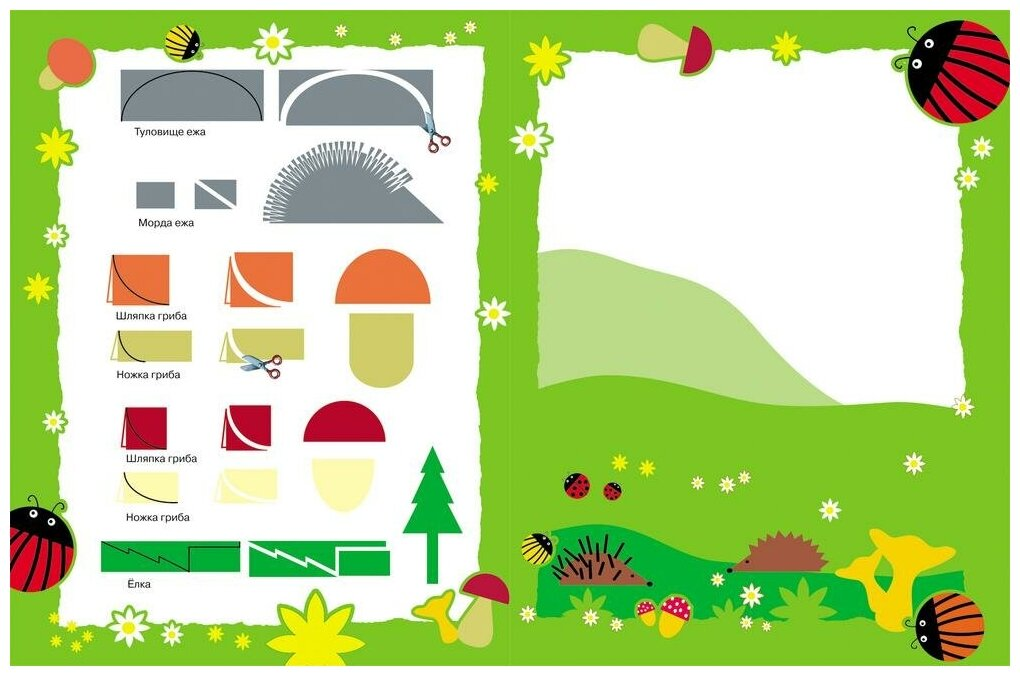 Туловище ежа
Морда ежа
Шляпка гриба
Ножка гриба
Шляпка гриба
Ножка гриба
Ёлка